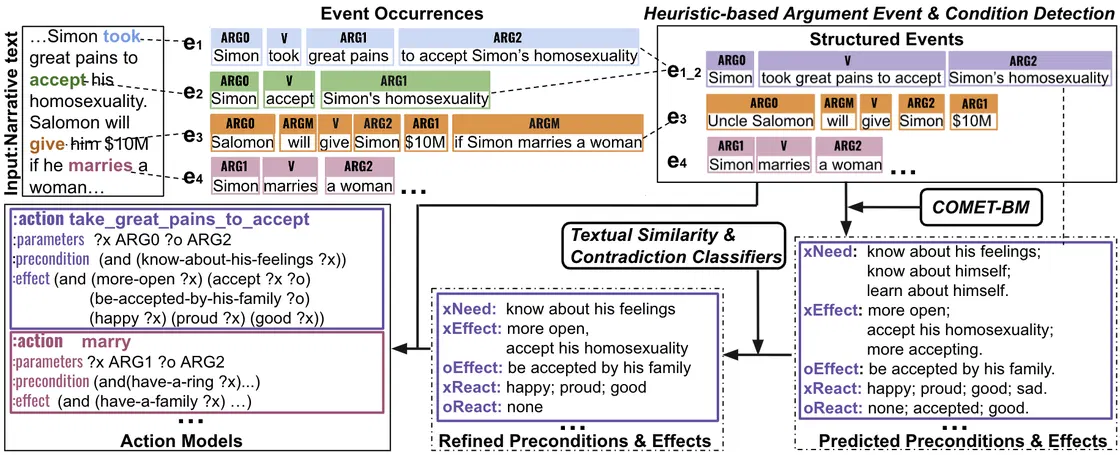 Event Occurrences
Heuristic-based Argument Event & Condition Detection
Input:Narrative text
…Simon took
great pains to
accept his
homosexuality.
Salomon will
give him $10M
if he marries a
woman…
e1
ARG0 V ARG1 ARG2
Simon took great pains to accept Simon's homosexuality
e2
ARG0 V ARG1
Simon accept Simon's homosexuality
e3
ARG0 ARGM V ARG2 ARG1 ARGM
Salomon will give Simon $10M if Simon marries a woman
e4
ARG1 V ARG2
Simon marries a woman
...
Structured Events
e1_2
ARG0 V ARG2
Simon took great pains to accept Simon's homosexuality
e3
ARG0 ARGM V ARG2 ARG1
Uncle Salomon will give Simon $10M
e4
ARG1 V ARG2
Simon marries a woman
...
COMET-BM
Textual Similarity &
Contradiction Classifiers
:action take_great_pains_to_accept
:parameters ?x ARG0 ?o ARG2
:precondition (and (know-about-his-feelings ?x))
:effect (and (more-open ?x) (accept ?x ?o)
(be-accepted-by-his-family ?o)
(happy ?x) (proud ?x) (good ?x))
:action marry
:parameters ?x ARG1 ?o ARG2
:precondition (and(have-a-ring ?x)...)
:effect (and (have-a-family ?x) …)
...
Action Models
xNeed: know about his feelings
xEffect: more open,
accept his homosexuality
oEffect: be accepted by his family
xReact: happy; proud; good
oReact: none
...
Refined Preconditions & Effects
xNeed: know about his feelings;
know about himself;
learn about himself.
xEffect: more open;
accept his homosexuality;
more accepting.
oEffect: be accepted by his family.
xReact: happy; proud; good; sad.
oReact: none; accepted; good.
...
Predicted Preconditions & Effects